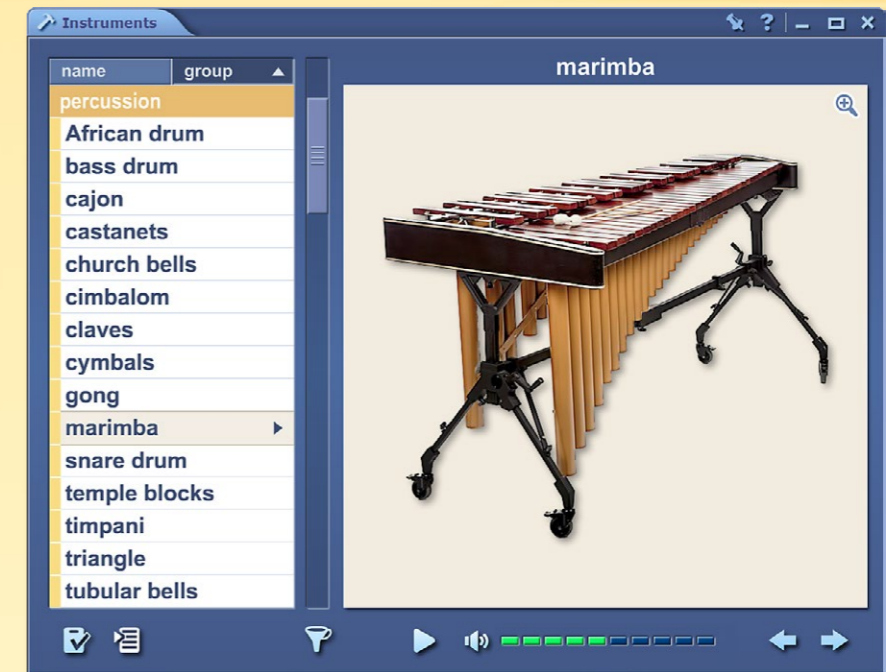 Instruments
?
name group
marimba
percussion
African drum
bass drum
cajon
castanets
church bells
cimbalom
claves
cymbals
gong
marimba
snare drum
temple blocks
timpani
triangle
tubular bells